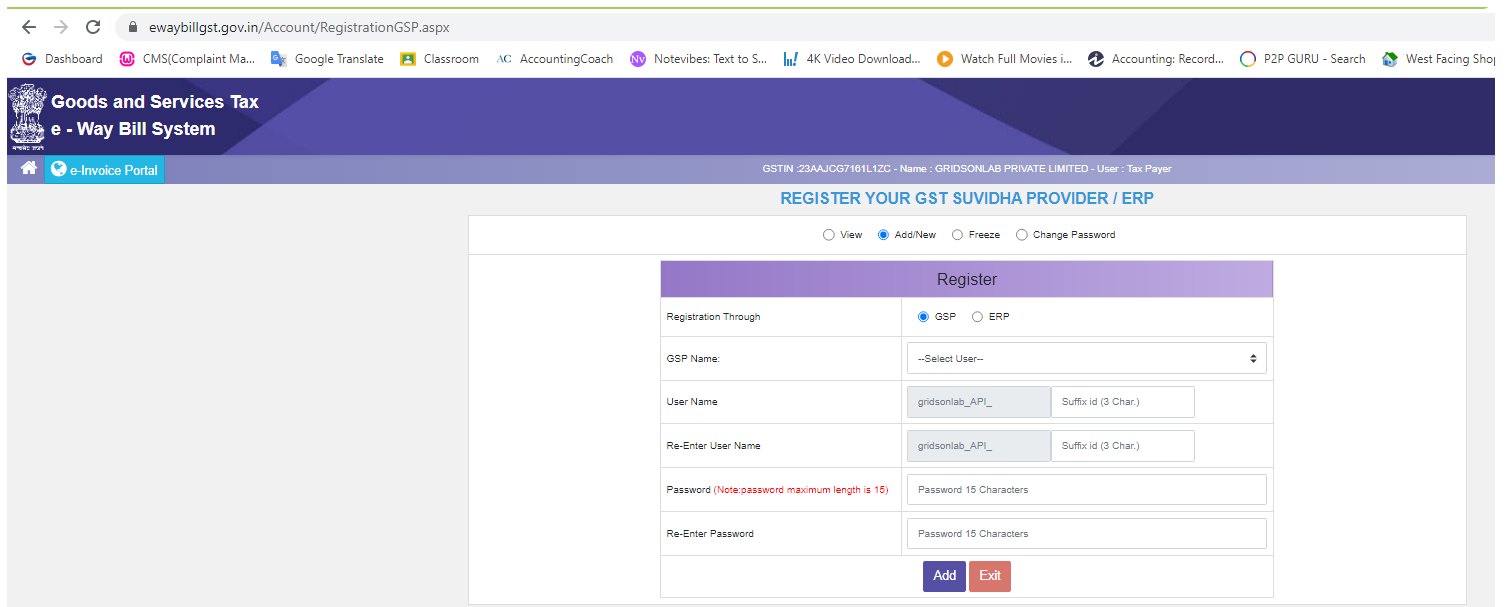 ewaybillgst.gov.in/Account/RegistrationGSP.aspx
Dashboard CMS(Complaint Ma... Google Translate Classroom AC AccountingCoach Nv Notevibes: Text to S... 4K Video Download... Watch Full Movies i... Accounting: Record... P2P GURU - Search West Facing Shop
Goods and Services Tax
e - Way Bill System
e-Invoice Portal GSTIN :23AAJCG7161L1ZC - Name : GRIDSONLAB PRIVATE LIMITED - User : Tax Payer
REGISTER YOUR GST SUVIDHA PROVIDER / ERP
View Add/New Freeze Change Password
Register
Registration Through GSP ERP
GSP Name: --Select User--
User Name gridsonlab_API_ Suffix id (3 Char.)
Re-Enter User Name gridsonlab_API_ Suffix id (3 Char.)
Password (Note:password maximum length is 15) Password 15 Characters
Re-Enter Password Password 15 Characters
Add Exit